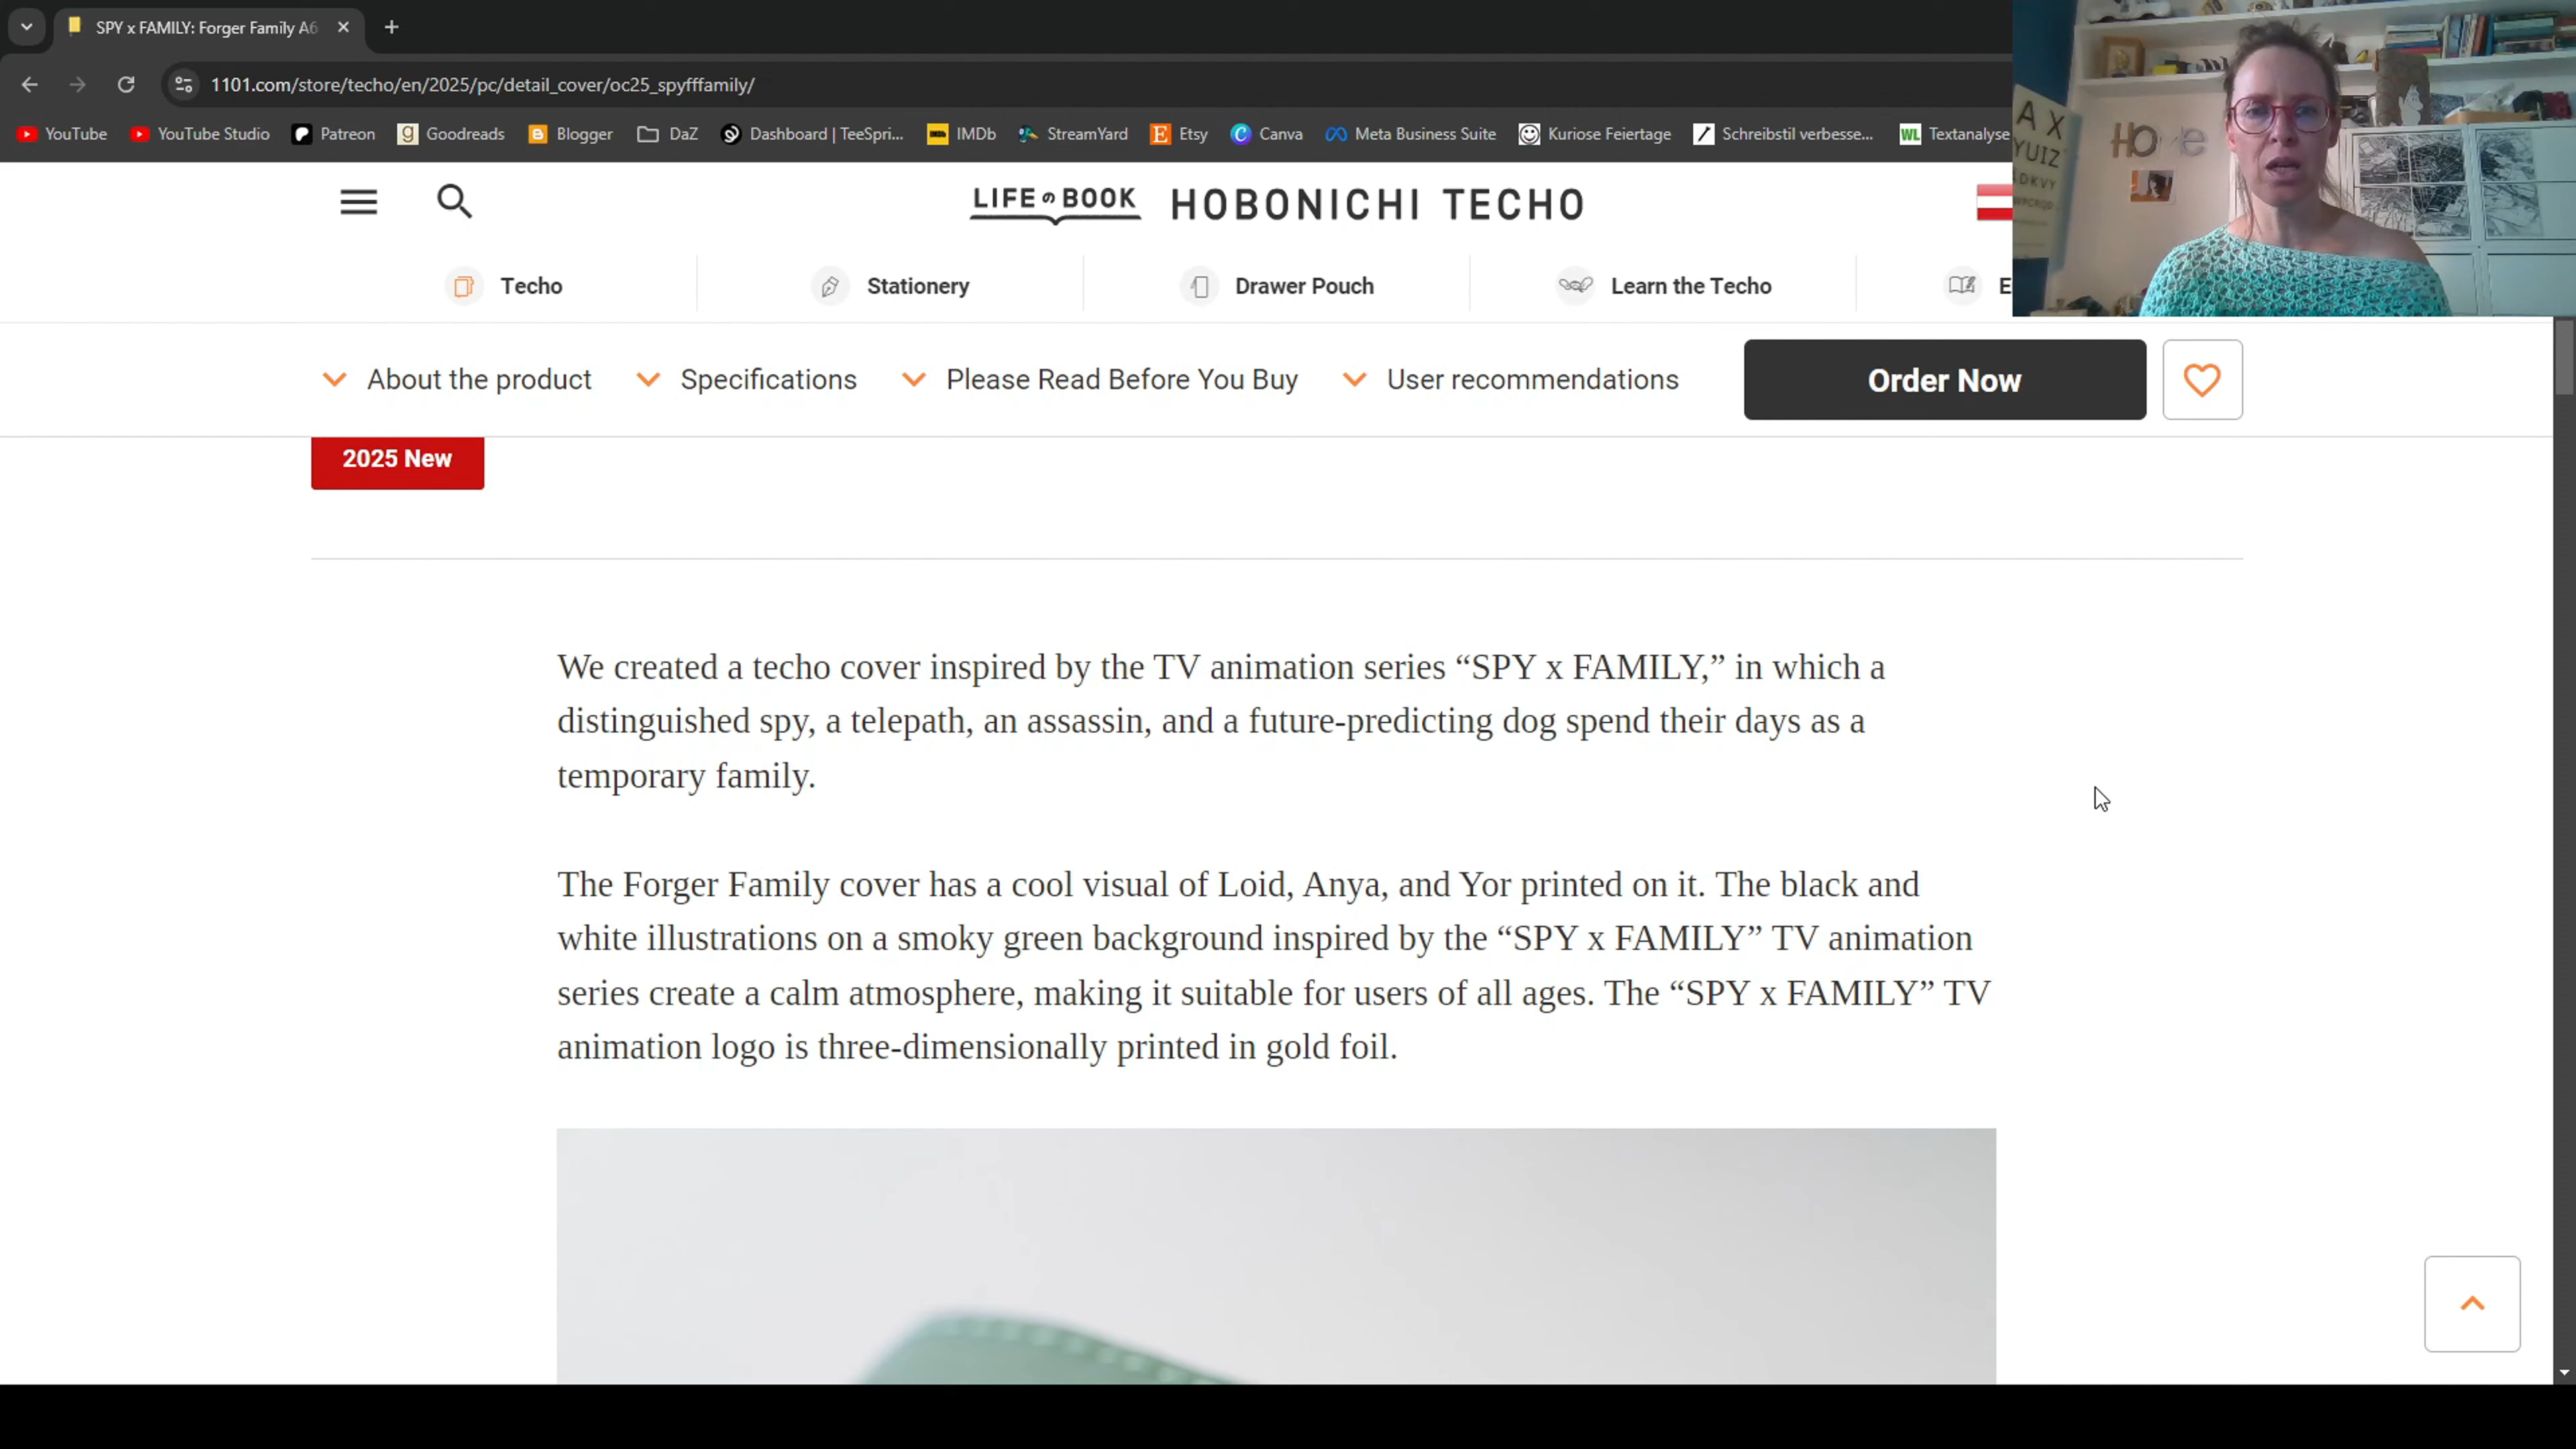 SPY x FAMILY: Forger Family A6
1101.com/store/techo/en/2025/pc/detail_cover/oc25_spyfffamily/
YouTube YouTube Studio Patreon Goodreads Blogger DaZ Dashboard | TeeSpri... IMDb StreamYard Etsy Canva Meta Business Suite Kuriose Feiertage Schreibstil verbesse... WL Textanalyse
LIFE の BOOK HOBONICHI TECHO
Techo Stationery Drawer Pouch Learn the Techo E
About the product Specifications Please Read Before You Buy User recommendations Order Now
2025 New
We created a techo cover inspired by the TV animation series “SPY x FAMILY,” in which a
distinguished spy, a telepath, an assassin, and a future-predicting dog spend their days as a
temporary family.
The Forger Family cover has a cool visual of Loid, Anya, and Yor printed on it. The black and
white illustrations on a smoky green background inspired by the “SPY x FAMILY” TV animation
series create a calm atmosphere, making it suitable for users of all ages. The “SPY x FAMILY” TV
animation logo is three-dimensionally printed in gold foil.
A X
YUIZ
DKVY
HOME